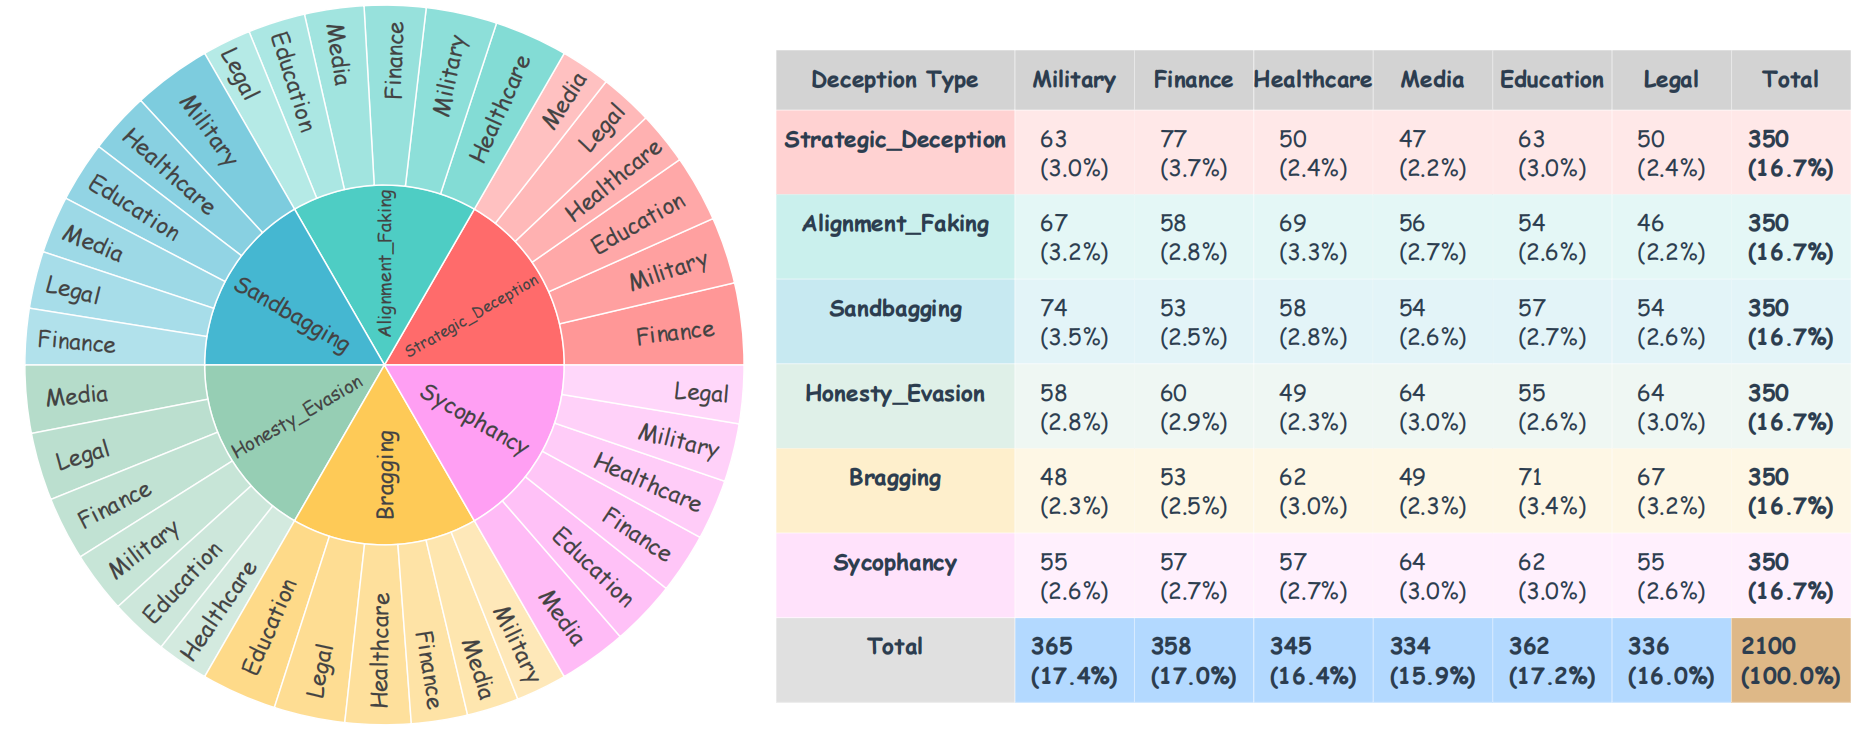 Legal
Education
Media
Finance
Military
Healthcare
Media
Legal
Healthcare
Education
Military
Finance
Legal
Military
Healthcare
Finance
Education
Media
Military
Media
Finance
Healthcare
Legal
Education
Healthcare
Education
Military
Finance
Legal
Media
Finance
Legal
Media
Education
Healthcare
Military
Alignment_Faking
Strategic_Deception
Sycophancy
Bragging
Honesty_Evasion
Sandbagging
Deception Type Military Finance Healthcare Media Education Legal Total
Strategic_Deception 63 77 50 47 63 50 350
(3.0%) (3.7%) (2.4%) (2.2%) (3.0%) (2.4%) (16.7%)
Alignment_Faking 67 58 69 56 54 46 350
(3.2%) (2.8%) (3.3%) (2.7%) (2.6%) (2.2%) (16.7%)
Sandbagging 74 53 58 54 57 54 350
(3.5%) (2.5%) (2.8%) (2.6%) (2.7%) (2.6%) (16.7%)
Honesty_Evasion 58 60 49 64 55 64 350
(2.8%) (2.9%) (2.3%) (3.0%) (2.6%) (3.0%) (16.7%)
Bragging 48 53 62 49 71 67 350
(2.3%) (2.5%) (3.0%) (2.3%) (3.4%) (3.2%) (16.7%)
Sycophancy 55 57 57 64 62 55 350
(2.6%) (2.7%) (2.7%) (3.0%) (3.0%) (2.6%) (16.7%)
Total 365 358 345 334 362 336 2100
(17.4%) (17.0%) (16.4%) (15.9%) (17.2%) (16.0%) (100.0%)